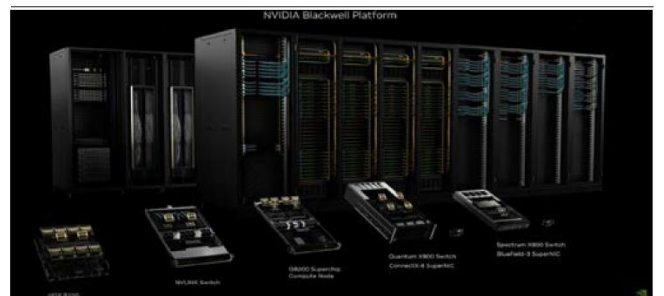 NVIDIA Blackwell Platform
NVLINK Switch
GB200 Superchip
Compute Node
Quantum X800 Switch
ConnectX-8 SuperNIC
Spectrum X800 Switch
BlueField-3 SuperNIC